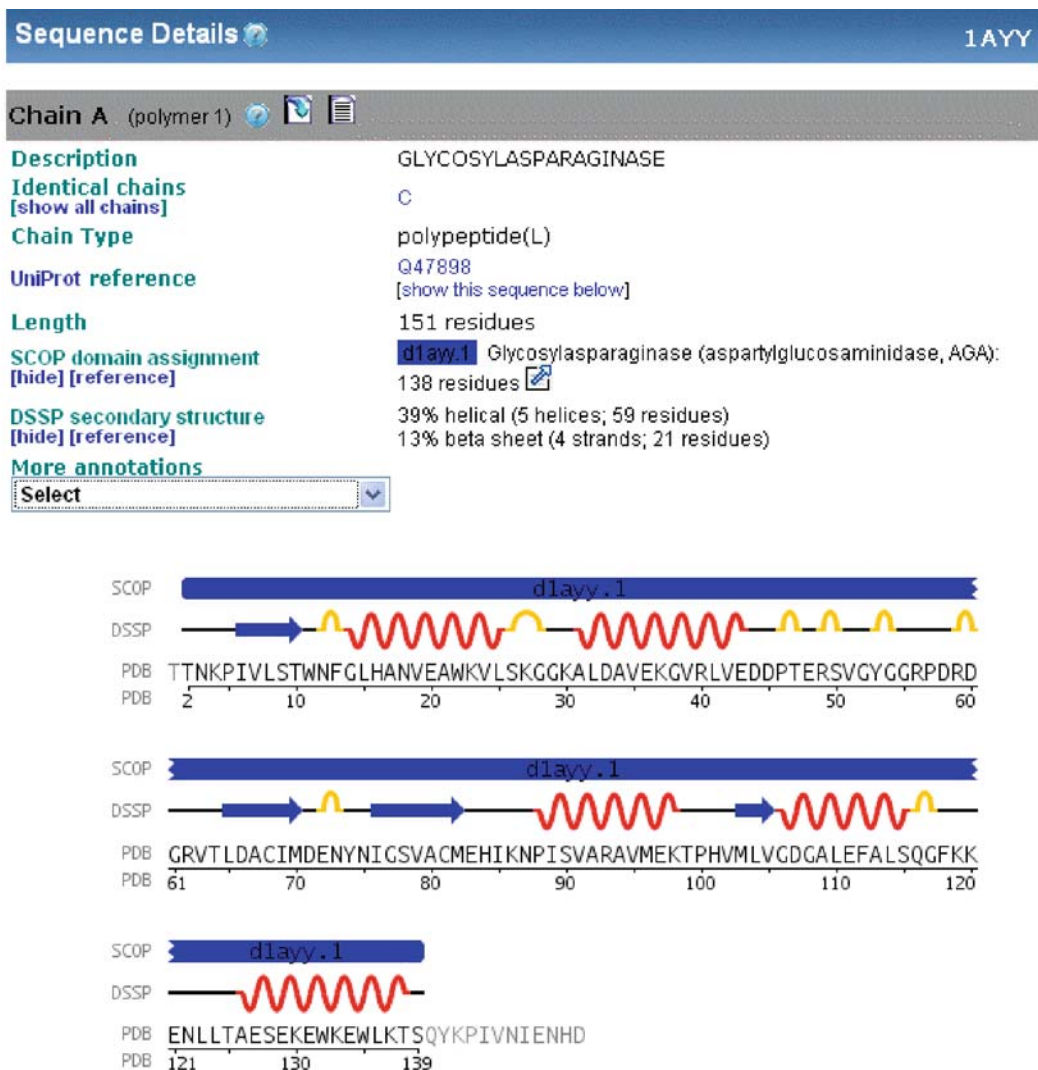 Sequence Details
1AYY
Chain A (polymer 1)
Description GLYCOSYLASPARAGINASE
Identical chains
[show all chains] C
Chain Type polypeptide(L)
UniProt reference Q47898
[show this sequence below]
Length 151 residues
SCOP domain assignment
[hide] [reference] d1ayy.1 Glycosylasparaginase (aspartylglucosaminidase, AGA):
138 residues
DSSP secondary structure
[hide] [reference] 39% helical (5 helices; 59 residues)
13% beta sheet (4 strands; 21 residues)
More annotations
Select
SCOP d1ayy.1
DSSP
PDB TTNKPIVLSTWNFGLHANVEAWKVLSKGGKALDAVEKGVRLVEDDPTERSVGYGGRPDRD
PDB 2 10 20 30 40 50 60
SCOP d1ayy.1
DSSP
PDB GRVTLDACIMDENYNIGSVACMEHIKNPISVARAVMEKTPHVMLVGDGALEFALSQGFKK
PDB 61 70 80 90 100 110 120
SCOP d1ayy.1
DSSP
PDB ENLLTAESEKEWKEWLKTSQYKPIVNIENHD
PDB 121 130 139